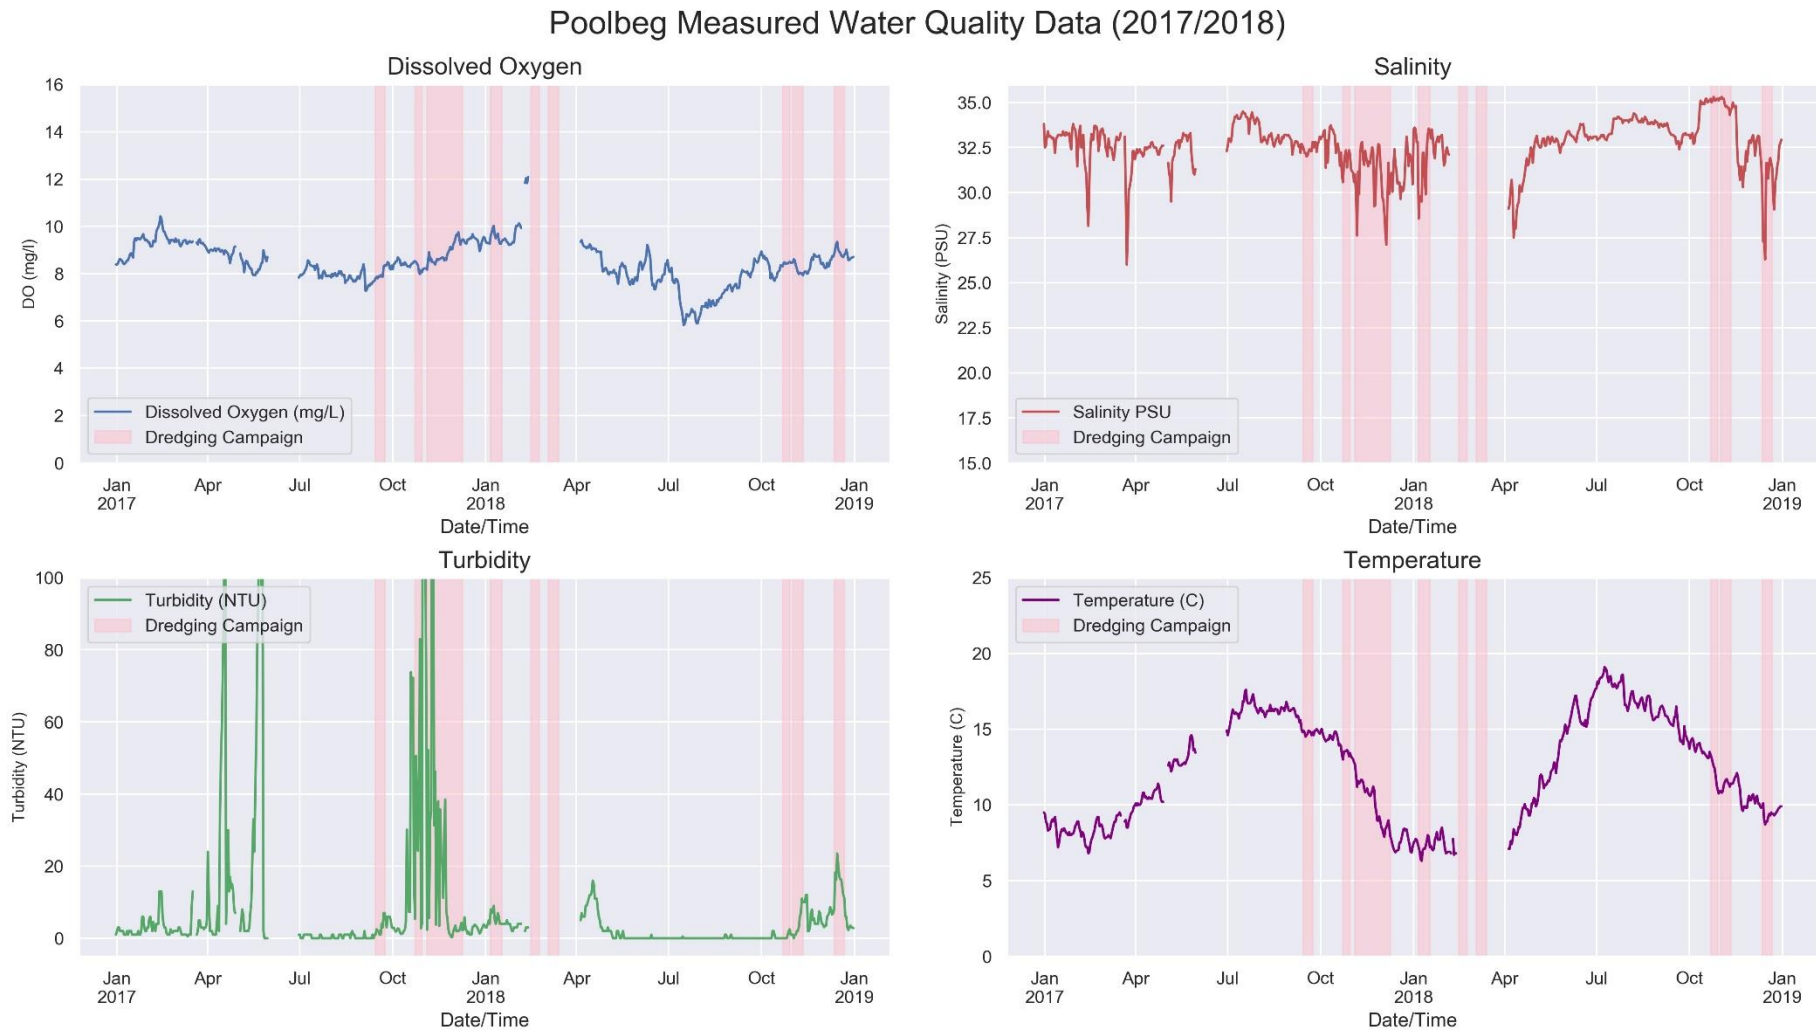 Poolbeg Measured Water Quality Data (2017/2018)
Dissolved Oxygen
16
14
12
10
8
6
4
2
0
DO (mg/l)
Dissolved Oxygen (mg/L)
Dredging Campaign
Jan Apr Jul Oct Jan Apr Jul Oct Jan
2017 2018 2019
Date/Time
Salinity
35.0
32.5
30.0
27.5
25.0
22.5
20.0
17.5
15.0
Salinity (PSU)
Salinity PSU
Dredging Campaign
Jan Apr Jul Oct Jan Apr Jul Oct Jan
2017 2018 2019
Date/Time
Turbidity
100
80
60
40
20
0
Turbidity (NTU)
Turbidity (NTU)
Dredging Campaign
Jan Apr Jul Oct Jan Apr Jul Oct Jan
2017 2018 2019
Date/Time
Temperature
25
20
15
10
5
0
Temperature (C)
Temperature (C)
Dredging Campaign
Jan Apr Jul Oct Jan Apr Jul Oct Jan
2017 2018 2019
Date/Time